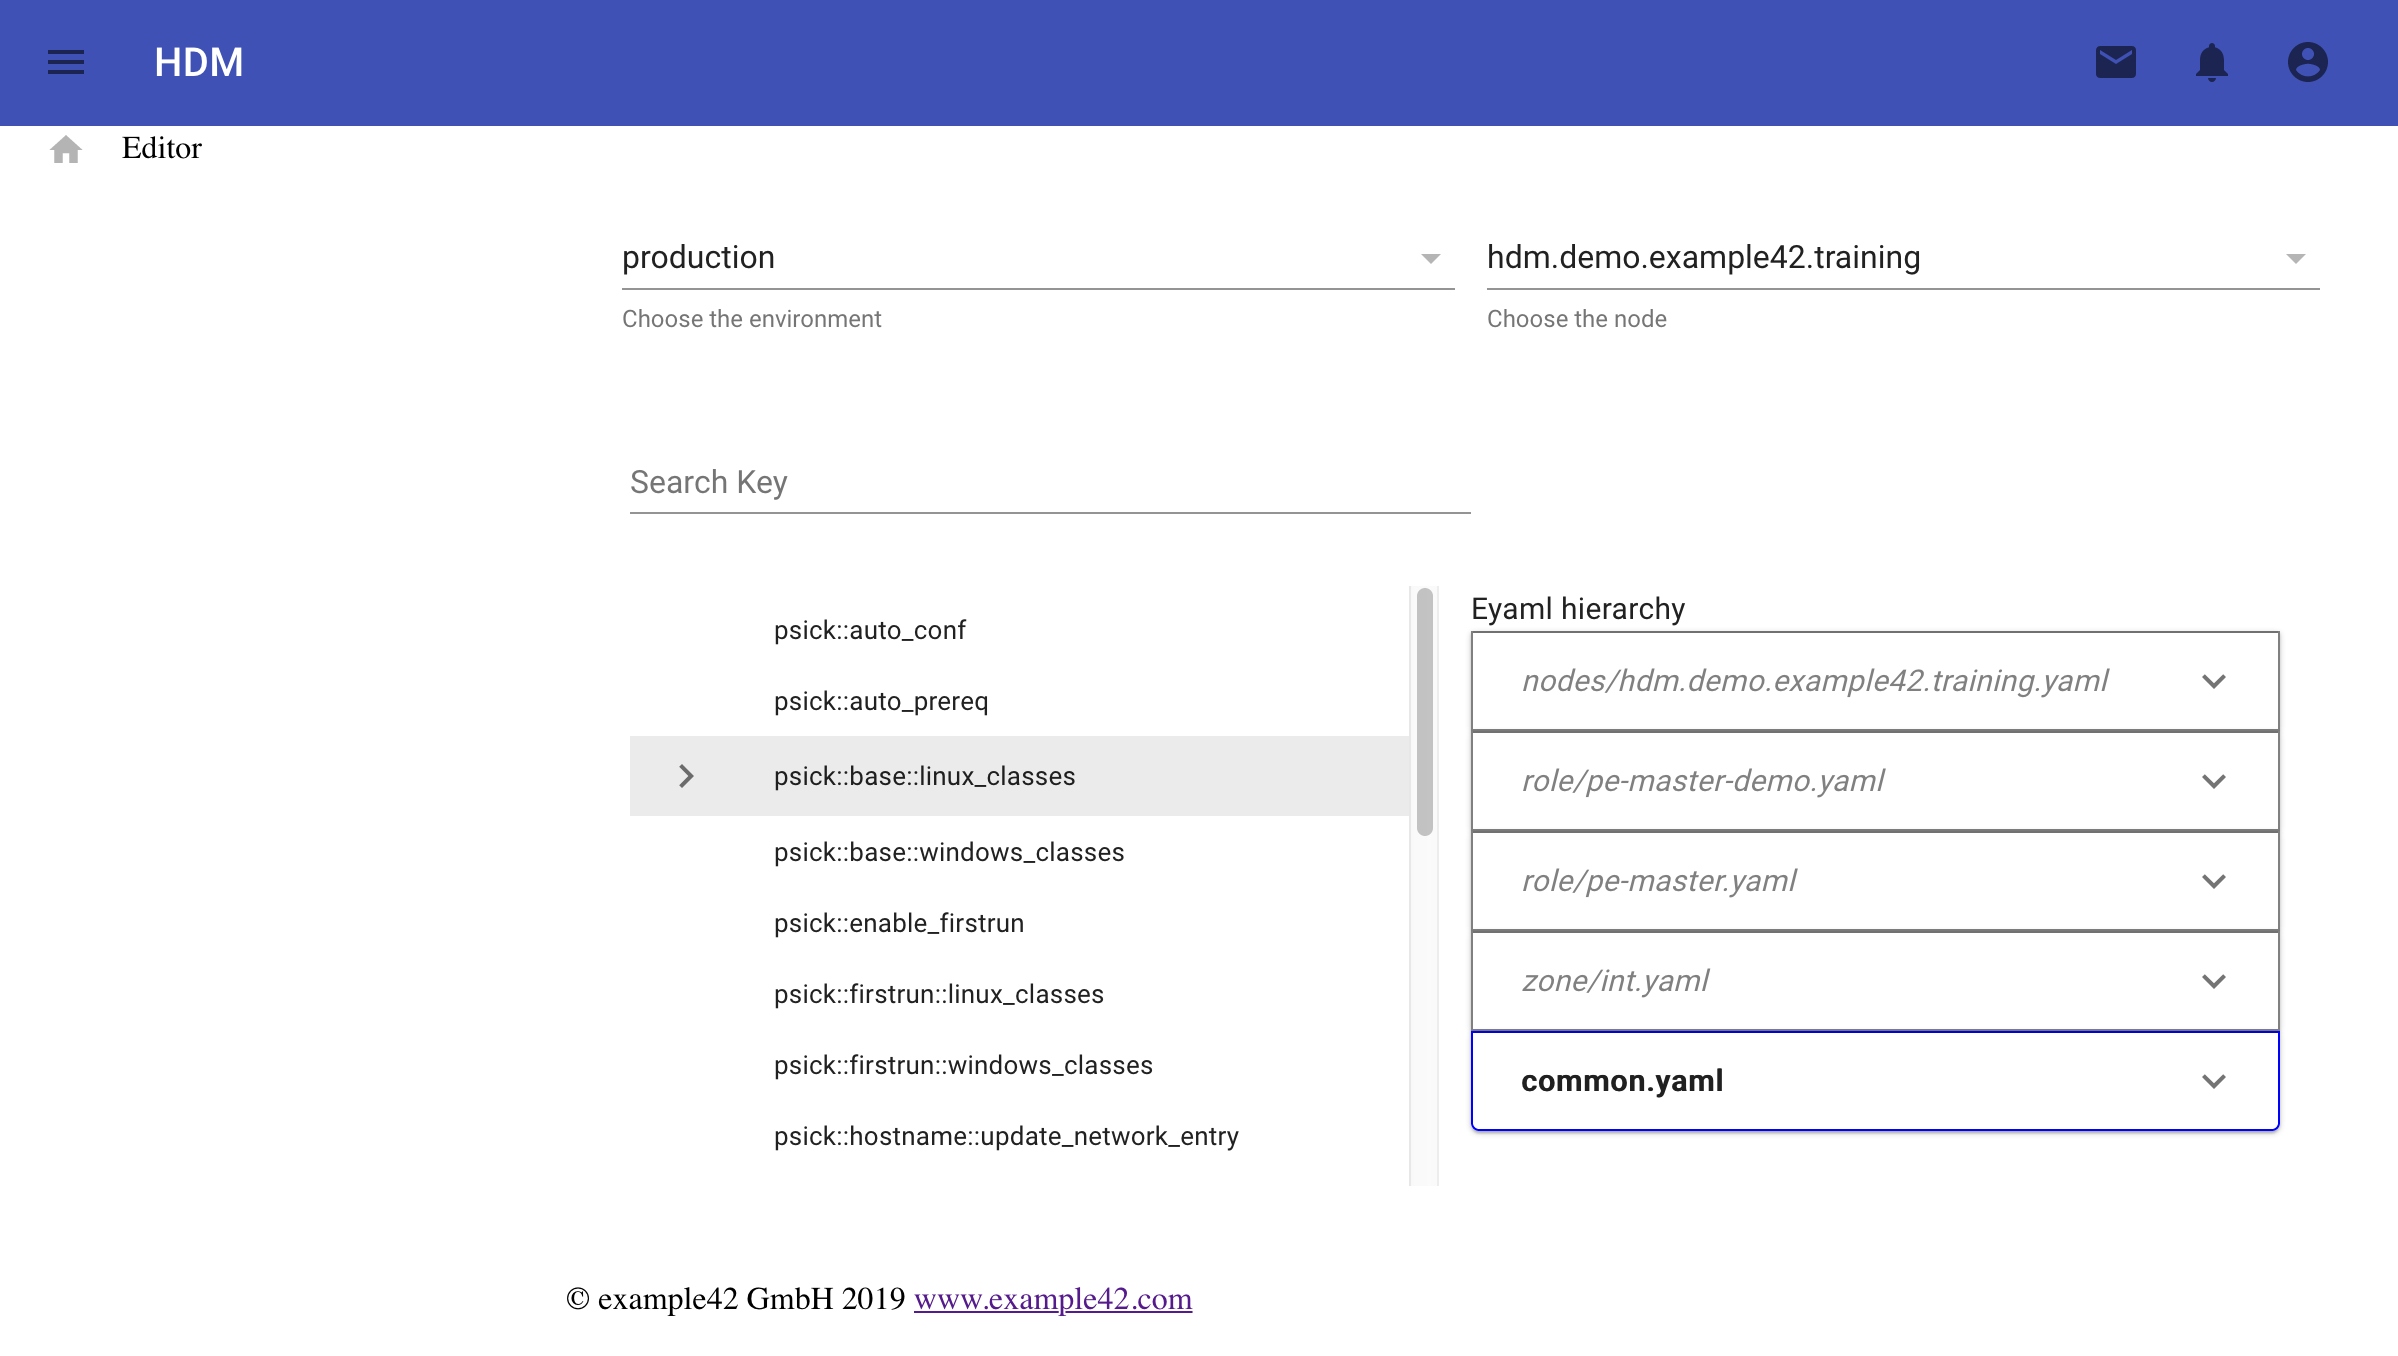 HDM
Editor
production
hdm.demo.example42.training
Choose the environment
Choose the node
Search Key
psick::auto_conf
psick::auto_prereq
psick::base::linux_classes
psick::base::windows_classes
psick::enable_firstrun
psick::firstrun::linux_classes
psick::firstrun::windows_classes
psick::hostname::update_network_entry
Eyaml hierarchy
nodes/hdm.demo.example42.training.yaml
role/pe-master-demo.yaml
role/pe-master.yaml
zone/int.yaml
common.yaml
© example42 GmbH 2019 www.example42.com